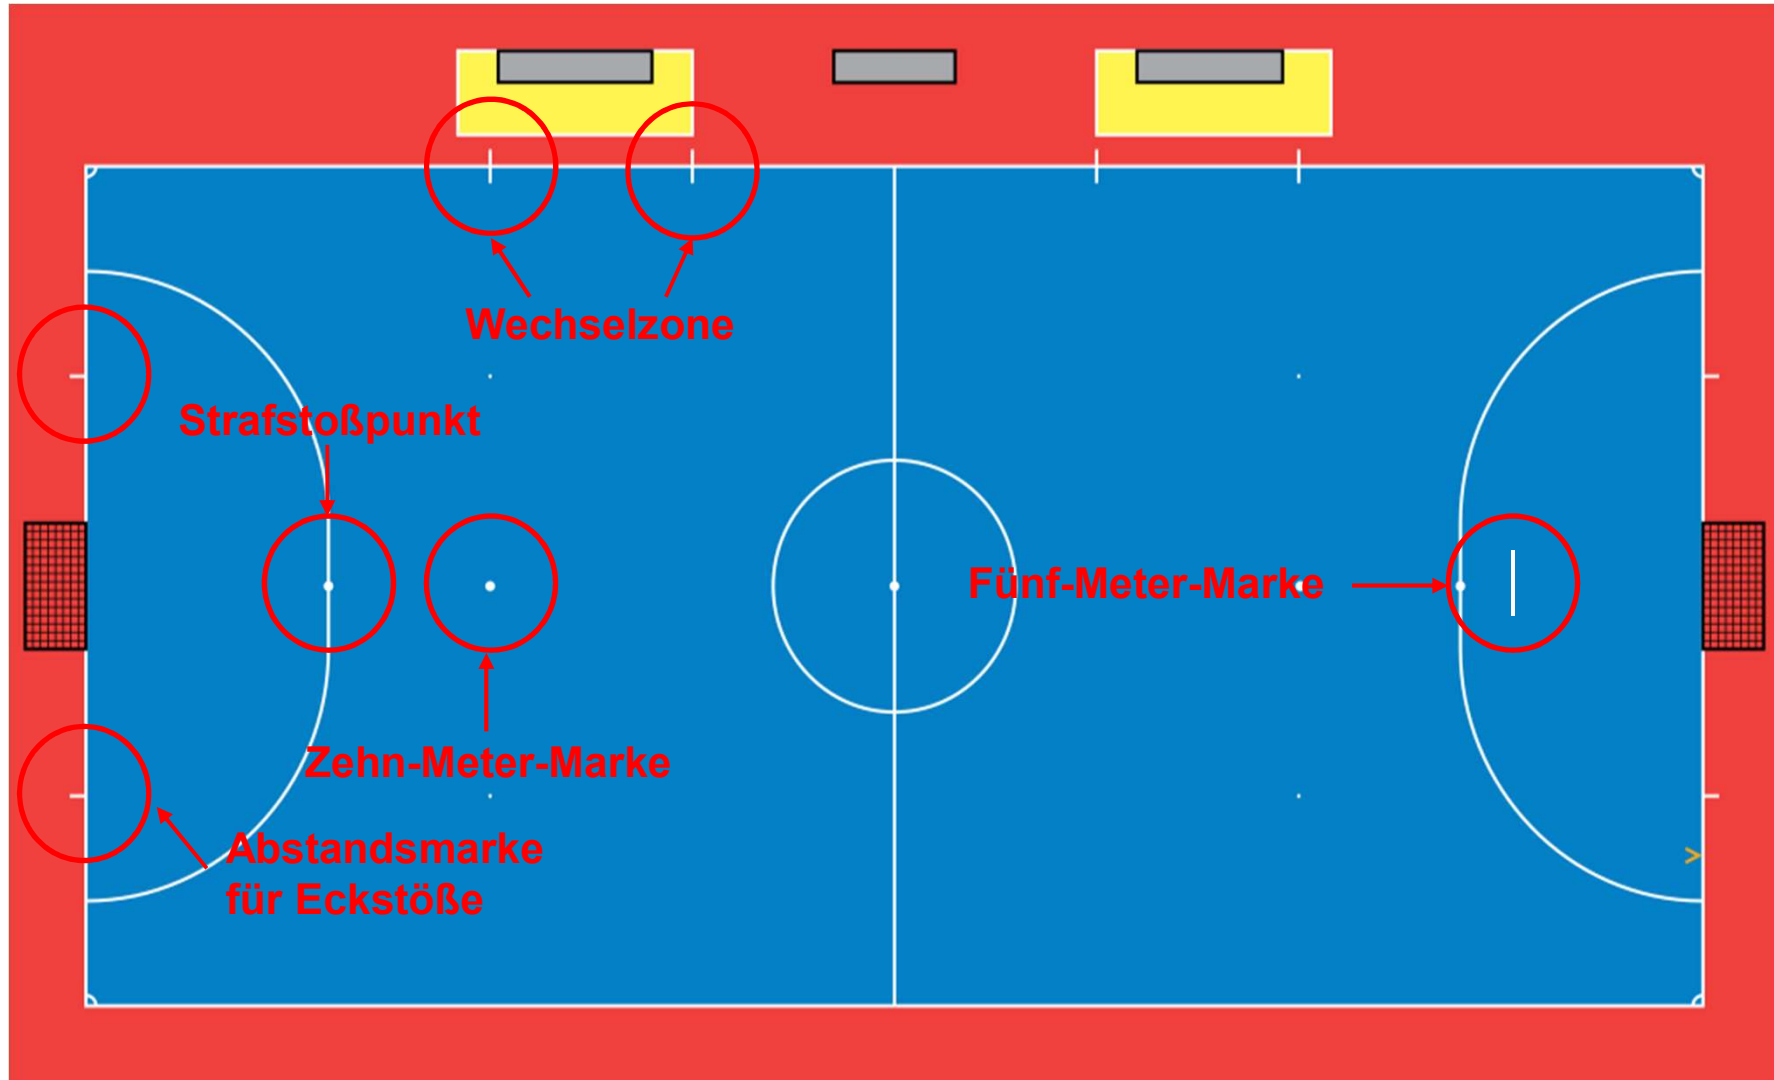 Wechselzone
Strafstoßpunkt
Fünf-Meter-Marke
Zehn-Meter-Marke
Abstandsmarke
für Eckstöße
>